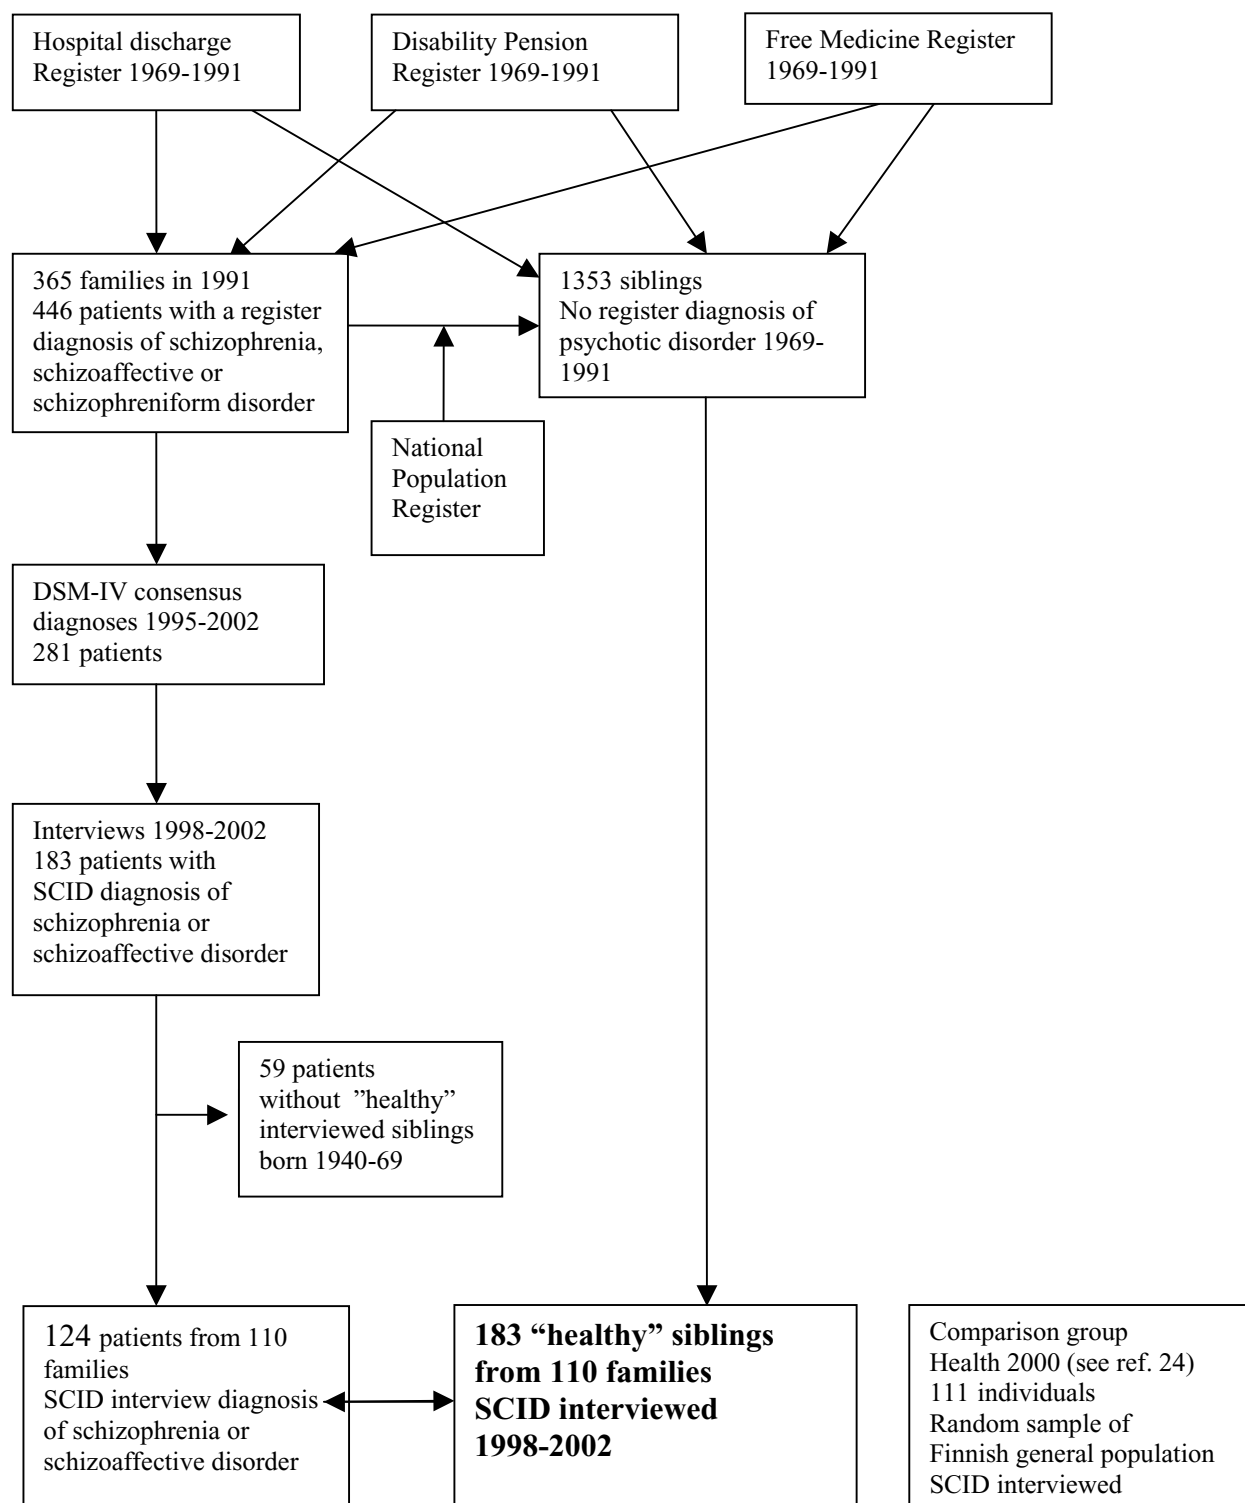 Hospital discharge
Register 1969-1991
Disability Pension
Register 1969-1991
Free Medicine Register
1969-1991
365 families in 1991
446 patients with a register
diagnosis of schizophrenia,
schizoaffective or
schizophreniform disorder
1353 siblings
No register diagnosis of
psychotic disorder 1969-
1991
National
Population
Register
DSM-IV consensus
diagnoses 1995-2002
281 patients
Interviews 1998-2002
183 patients with
SCID diagnosis of
schizophrenia or
schizoaffective disorder
59 patients
without ”healthy”
interviewed siblings
born 1940-69
124 patients from 110
families
SCID interview diagnosis
of schizophrenia or
schizoaffective disorder
183 “healthy” siblings
from 110 families
SCID interviewed
1998-2002
Comparison group
Health 2000 (see ref. 24)
111 individuals
Random sample of
Finnish general population
SCID interviewed